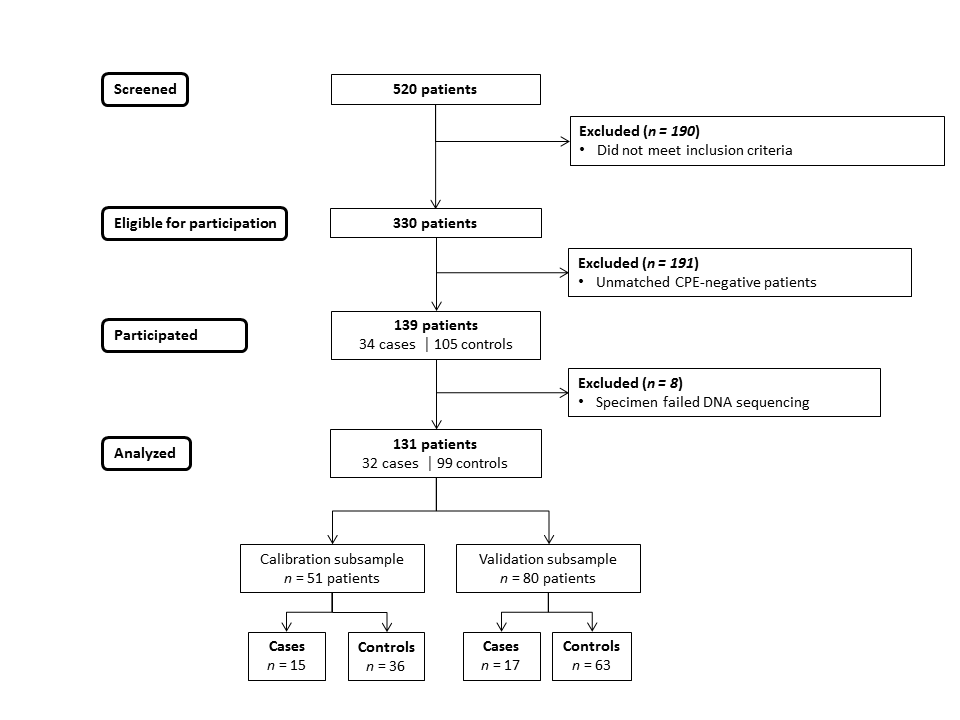 Screened
520 patients
Excluded (n = 190)
• Did not meet inclusion criteria
Eligible for participation
330 patients
Excluded (n = 191)
• Unmatched CPE-negative patients
Participated
139 patients
34 cases | 105 controls
Excluded (n = 8)
• Specimen failed DNA sequencing
Analyzed
131 patients
32 cases | 99 controls
Calibration subsample
n = 51 patients
Validation subsample
n = 80 patients
Cases
n = 15
Controls
n = 36
Cases
n = 17
Controls
n = 63